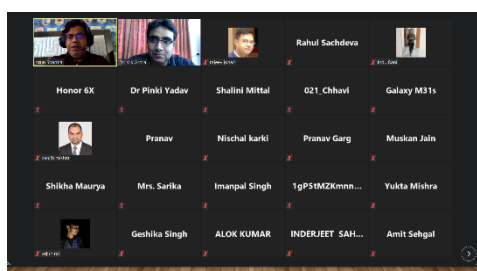 Rahul Sachdeva
Honor 6X
Dr Pinki Yadav
Shalini Mittal
021_Chhavi
Galaxy M31s
Pranav
Nischal karki
Pranav Garg
Muskan Jain
Shikha Maurya
Mrs. Sarika
Imanpal Singh
1gP5tMZKmnn...
Yukta Mishra
Geshika Singh
ALOK KUMAR
INDERJEET SAH...
Amit Sehgal